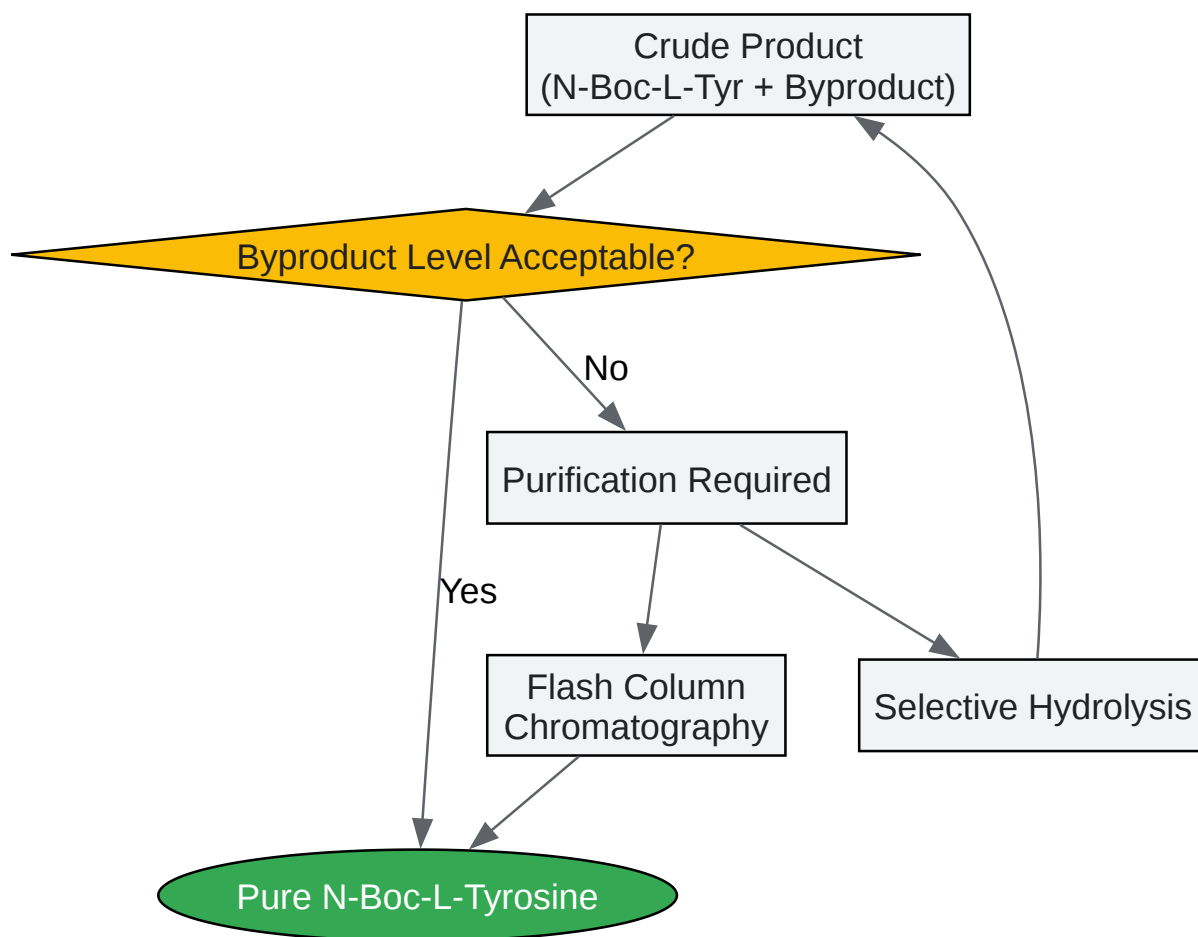 Crude Product
(N-Boc-L-Tyr + Byproduct)
Byproduct Level Acceptable?
No
Purification Required
Yes
Flash Column
Chromatography
Selective Hydrolysis
Pure N-Boc-L-Tyrosine